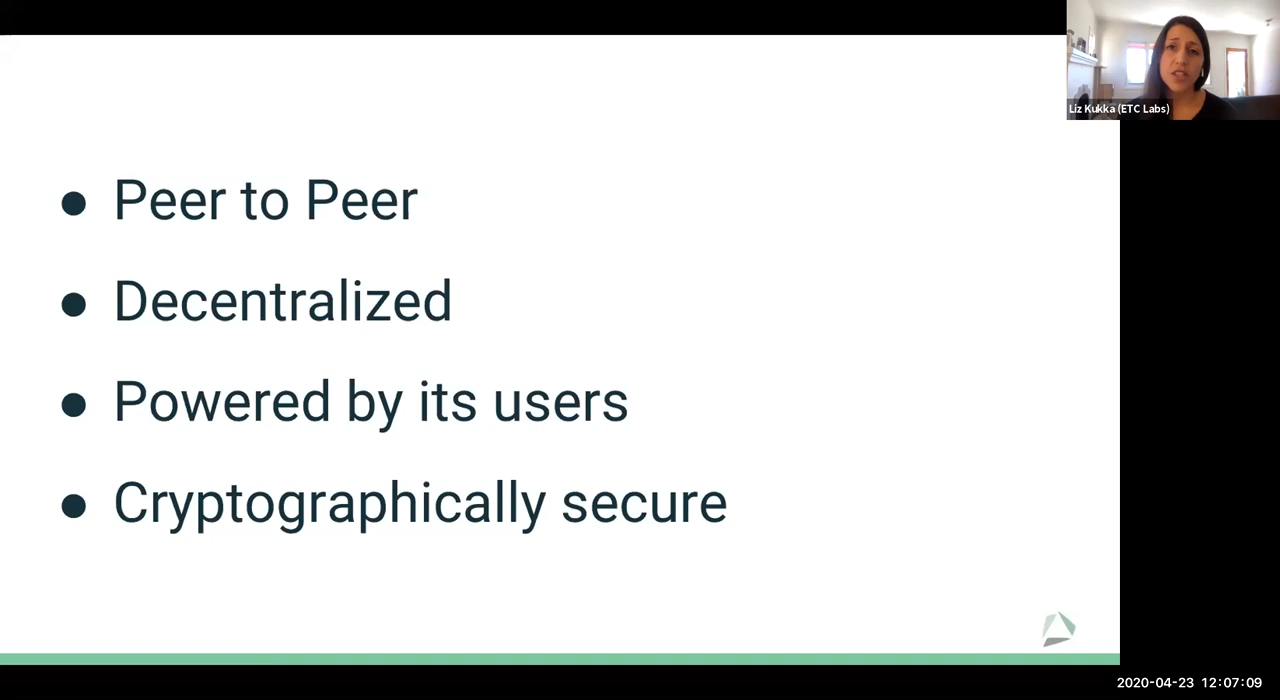 Liz Kukka (ETC Labs)
● Peer to Peer
● Decentralized
● Powered by its users
● Cryptographically secure
2020-04-23 12:07:09